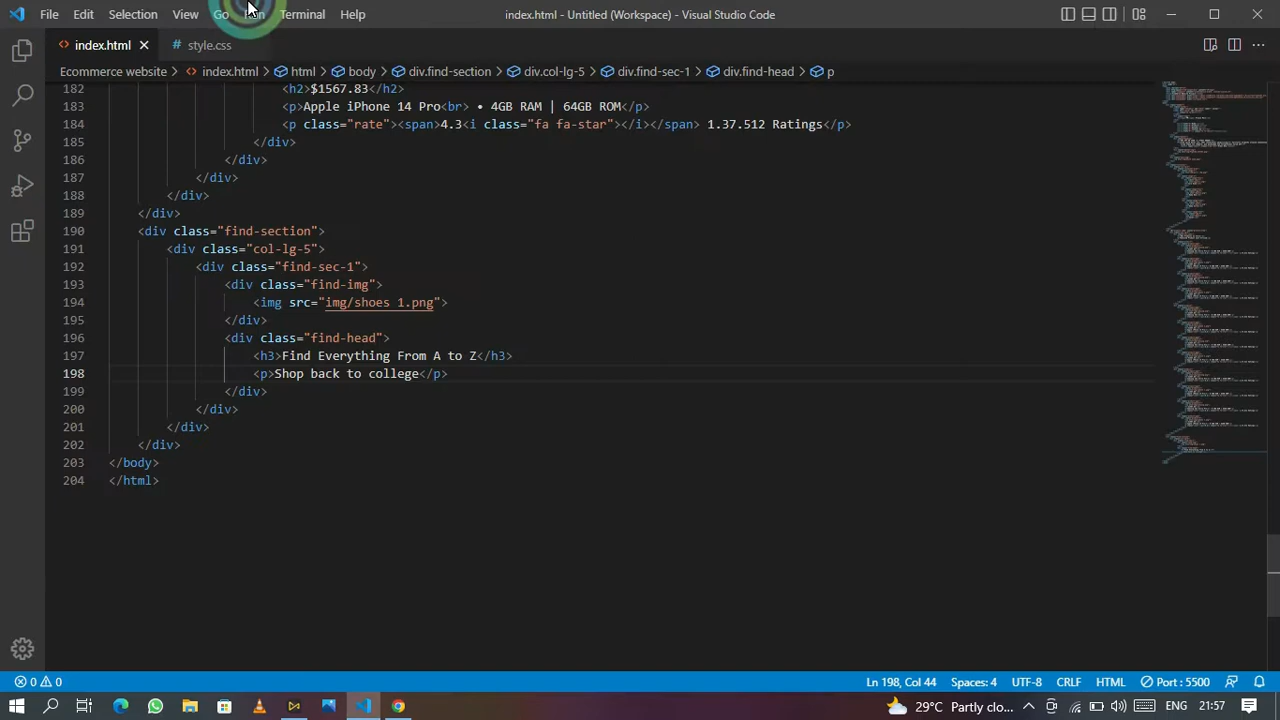 File Edit Selection View Go Run Terminal Help index.html - Untitled (Workspace) - Visual Studio Code
<> index.html × # style.css
Ecommerce website > <> index.html > html > body > div.find-section > div.col-lg-5 > div.find-sec-1 > div.find-head > p
182 <h2>$1567.83</h2>
183 <p>Apple iPhone 14 Pro<br> • 4GB RAM | 64GB ROM</p>
184 <p class="rate"><span>4.3<i class="fa fa-star"></i></span> 1.37.512 Ratings</p>
185 </div>
186 </div>
187 </div>
188 </div>
189 </div>
190 <div class="find-section">
191 <div class="col-lg-5">
192 <div class="find-sec-1">
193 <div class="find-img">
194 <img src="img/shoes 1.png">
195 </div>
196 <div class="find-head">
197 <h3>Find Everything From A to Z</h3>
198 <p>Shop back to college</p>
199 </div>
200 </div>
201 </div>
202 </div>
203 </body>
204 </html>
0 0 Ln 198, Col 44 Spaces: 4 UTF-8 CRLF HTML Port : 5500
29°C Partly clo... ENG 21:57